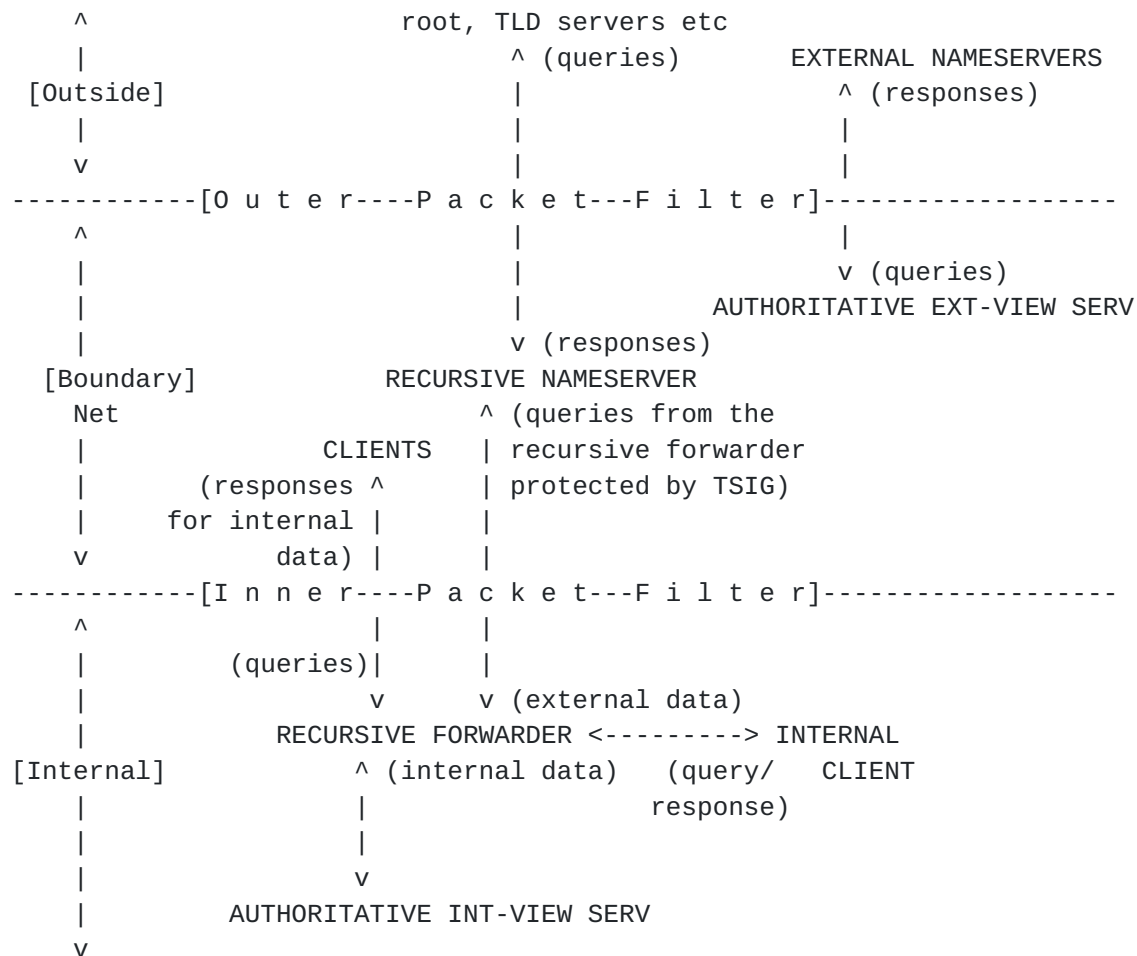 ^                    root, TLD servers etc
    |                           ^ (queries)       EXTERNAL NAMESERVERS
 [Outside]                      |                    ^ (responses)
    |                           |                    |
    v                           |                    |
------------[O u t e r----P a c k e t---F i l t e r]-------------------
    ^                           |                    |
    |                           |                    v (queries)
    |                           |            AUTHORITATIVE EXT-VIEW SERV
    |                           v (responses)
  [Boundary]            RECURSIVE NAMESERVER
    Net                       ^ (queries from the
    |               CLIENTS   | recursive forwarder
    |       (responses ^      | protected by TSIG)
    |     for internal |      |
    v            data) |      |
------------[I n n e r----P a c k e t---F i l t e r]-------------------
    ^                  |      |
    |         (queries)|      |
    |                  v      v (external data)
    |            RECURSIVE FORWARDER <---------> INTERNAL
[Internal]            ^ (internal data)   (query/   CLIENT
    |                 |                  response)
    |                 |
    |                 v
    |         AUTHORITATIVE INT-VIEW SERV
    v